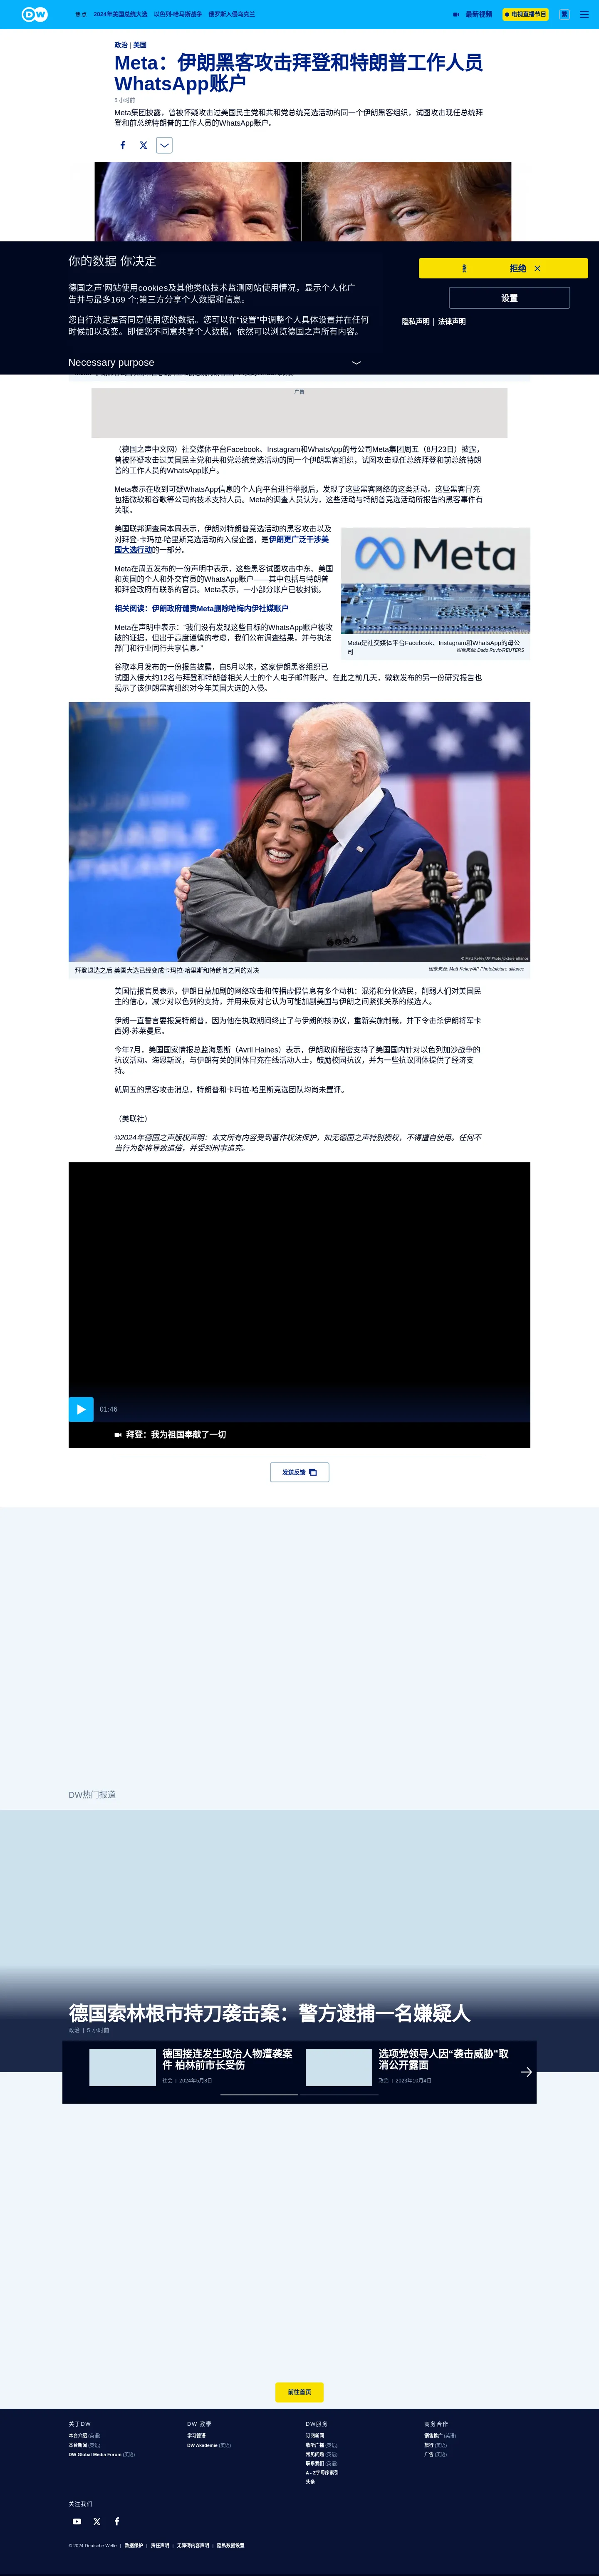 DW
焦点 2024年美国总统大选 以色列-哈马斯战争 俄罗斯入侵乌克兰
最新视频 电视直播节目 繁
政治 | 美国
Meta：伊朗黑客攻击拜登和特朗普工作人员
WhatsApp账户
5 小时前
Meta集团披露，曾被怀疑攻击过美国民主党和共和党总统竞选活动的同一个伊朗黑客组织，试图攻击现任总统拜
登和前总统特朗普的工作人员的WhatsApp账户。
你的数据 你决定
德国之声'网站使用cookies及其他类似技术监测网站使用情况，显示个人化广
告并与最多169 个;第三方分享个人数据和信息。
您自行决定是否同意使用您的数据。您可以在“设置”中调整个人具体设置并在任何
时候加以改变。即使您不同意共享个人数据，依然可以浏览德国之声所有内容。
Necessary purpose
拒绝
设置
隐私声明 | 法律声明
广告
（德国之声中文网）社交媒体平台Facebook、Instagram和WhatsApp的母公司Meta集团周五（8月23日）披露，
曾被怀疑攻击过美国民主党和共和党总统竞选活动的同一个伊朗黑客组织，试图攻击现任总统拜登和前总统特朗
普的工作人员的WhatsApp账户。
Meta表示在收到可疑WhatsApp信息的个人向平台进行举报后，发现了这些黑客网络的这类活动。这些黑客冒充
包括微软和谷歌等公司的技术支持人员。Meta的调查人员认为，这些活动与特朗普竞选活动所报告的黑客事件有
关联。
美国联邦调查局本周表示，伊朗对特朗普竞选活动的黑客攻击以及
对拜登-卡玛拉·哈里斯竞选活动的入侵企图，是伊朗更广泛干涉美
国大选行动的一部分。
Meta在周五发布的一份声明中表示，这些黑客试图攻击中东、美国
和英国的个人和外交官员的WhatsApp账户——其中包括与特朗普
和拜登政府有联系的官员。Meta表示，一小部分账户已被封锁。
相关阅读：伊朗政府谴责Meta删除哈梅内伊社媒账户
Meta在声明中表示：“我们没有发现这些目标的WhatsApp账户被攻
破的证据，但出于高度谨慎的考虑，我们公布调查结果，并与执法
部门和行业同行共享信息。”
Meta
Meta是社交媒体平台Facebook、Instagram和WhatsApp的母公
司
图像来源: Dado Ruvic/REUTERS
谷歌本月发布的一份报告披露，自5月以来，这家伊朗黑客组织已
试图入侵大约12名与拜登和特朗普相关人士的个人电子邮件账户。在此之前几天，微软发布的另一份研究报告也
揭示了该伊朗黑客组织对今年美国大选的入侵。
© Matt Kelley/AP Photo/picture alliance
拜登退选之后 美国大选已经变成卡玛拉·哈里斯和特朗普之间的对决
图像来源: Matt Kelley/AP Photo/picture alliance
美国情报官员表示，伊朗日益加剧的网络攻击和传播虚假信息有多个动机：混淆和分化选民，削弱人们对美国民
主的信心，减少对以色列的支持，并用来反对它认为可能加剧美国与伊朗之间紧张关系的候选人。
伊朗一直誓言要报复特朗普，因为他在执政期间终止了与伊朗的核协议，重新实施制裁，并下令击杀伊朗将军卡
西姆·苏莱曼尼。
今年7月，美国国家情报总监海恩斯（Avril Haines）表示，伊朗政府秘密支持了美国国内针对以色列加沙战争的
抗议活动。海恩斯说，与伊朗有关的团体冒充在线活动人士，鼓励校园抗议，并为一些抗议团体提供了经济支
持。
就周五的黑客攻击消息，特朗普和卡玛拉·哈里斯竞选团队均尚未置评。
（美联社）
©2024年德国之声版权声明：本文所有内容受到著作权法保护，如无德国之声特别授权，不得擅自使用。任何不
当行为都将导致追偿，并受到刑事追究。
01:46
拜登：我为祖国奉献了一切
发送反馈
DW热门报道
德国索林根市持刀袭击案：警方逮捕一名嫌疑人
政治 | 5 小时前
德国接连发生政治人物遭袭案
件 柏林前市长受伤
社会 | 2024年5月8日
选项党领导人因“袭击威胁”取
消公开露面
政治 | 2023年10月4日
前往首页
关于DW
本台介绍 (英语)
本台新闻 (英语)
DW Global Media Forum (英语)
DW 教學
学习德语
DW Akademie (英语)
DW服务
订阅新闻
收听广播 (英语)
常见问题 (英语)
联系我们 (英语)
A - Z字母序索引
头条
商务合作
销售推广 (英语)
旅行 (英语)
广告 (英语)
关注我们
© 2024 Deutsche Welle | 数据保护 | 责任声明 | 无障碍内容声明 | 隐私数据设置